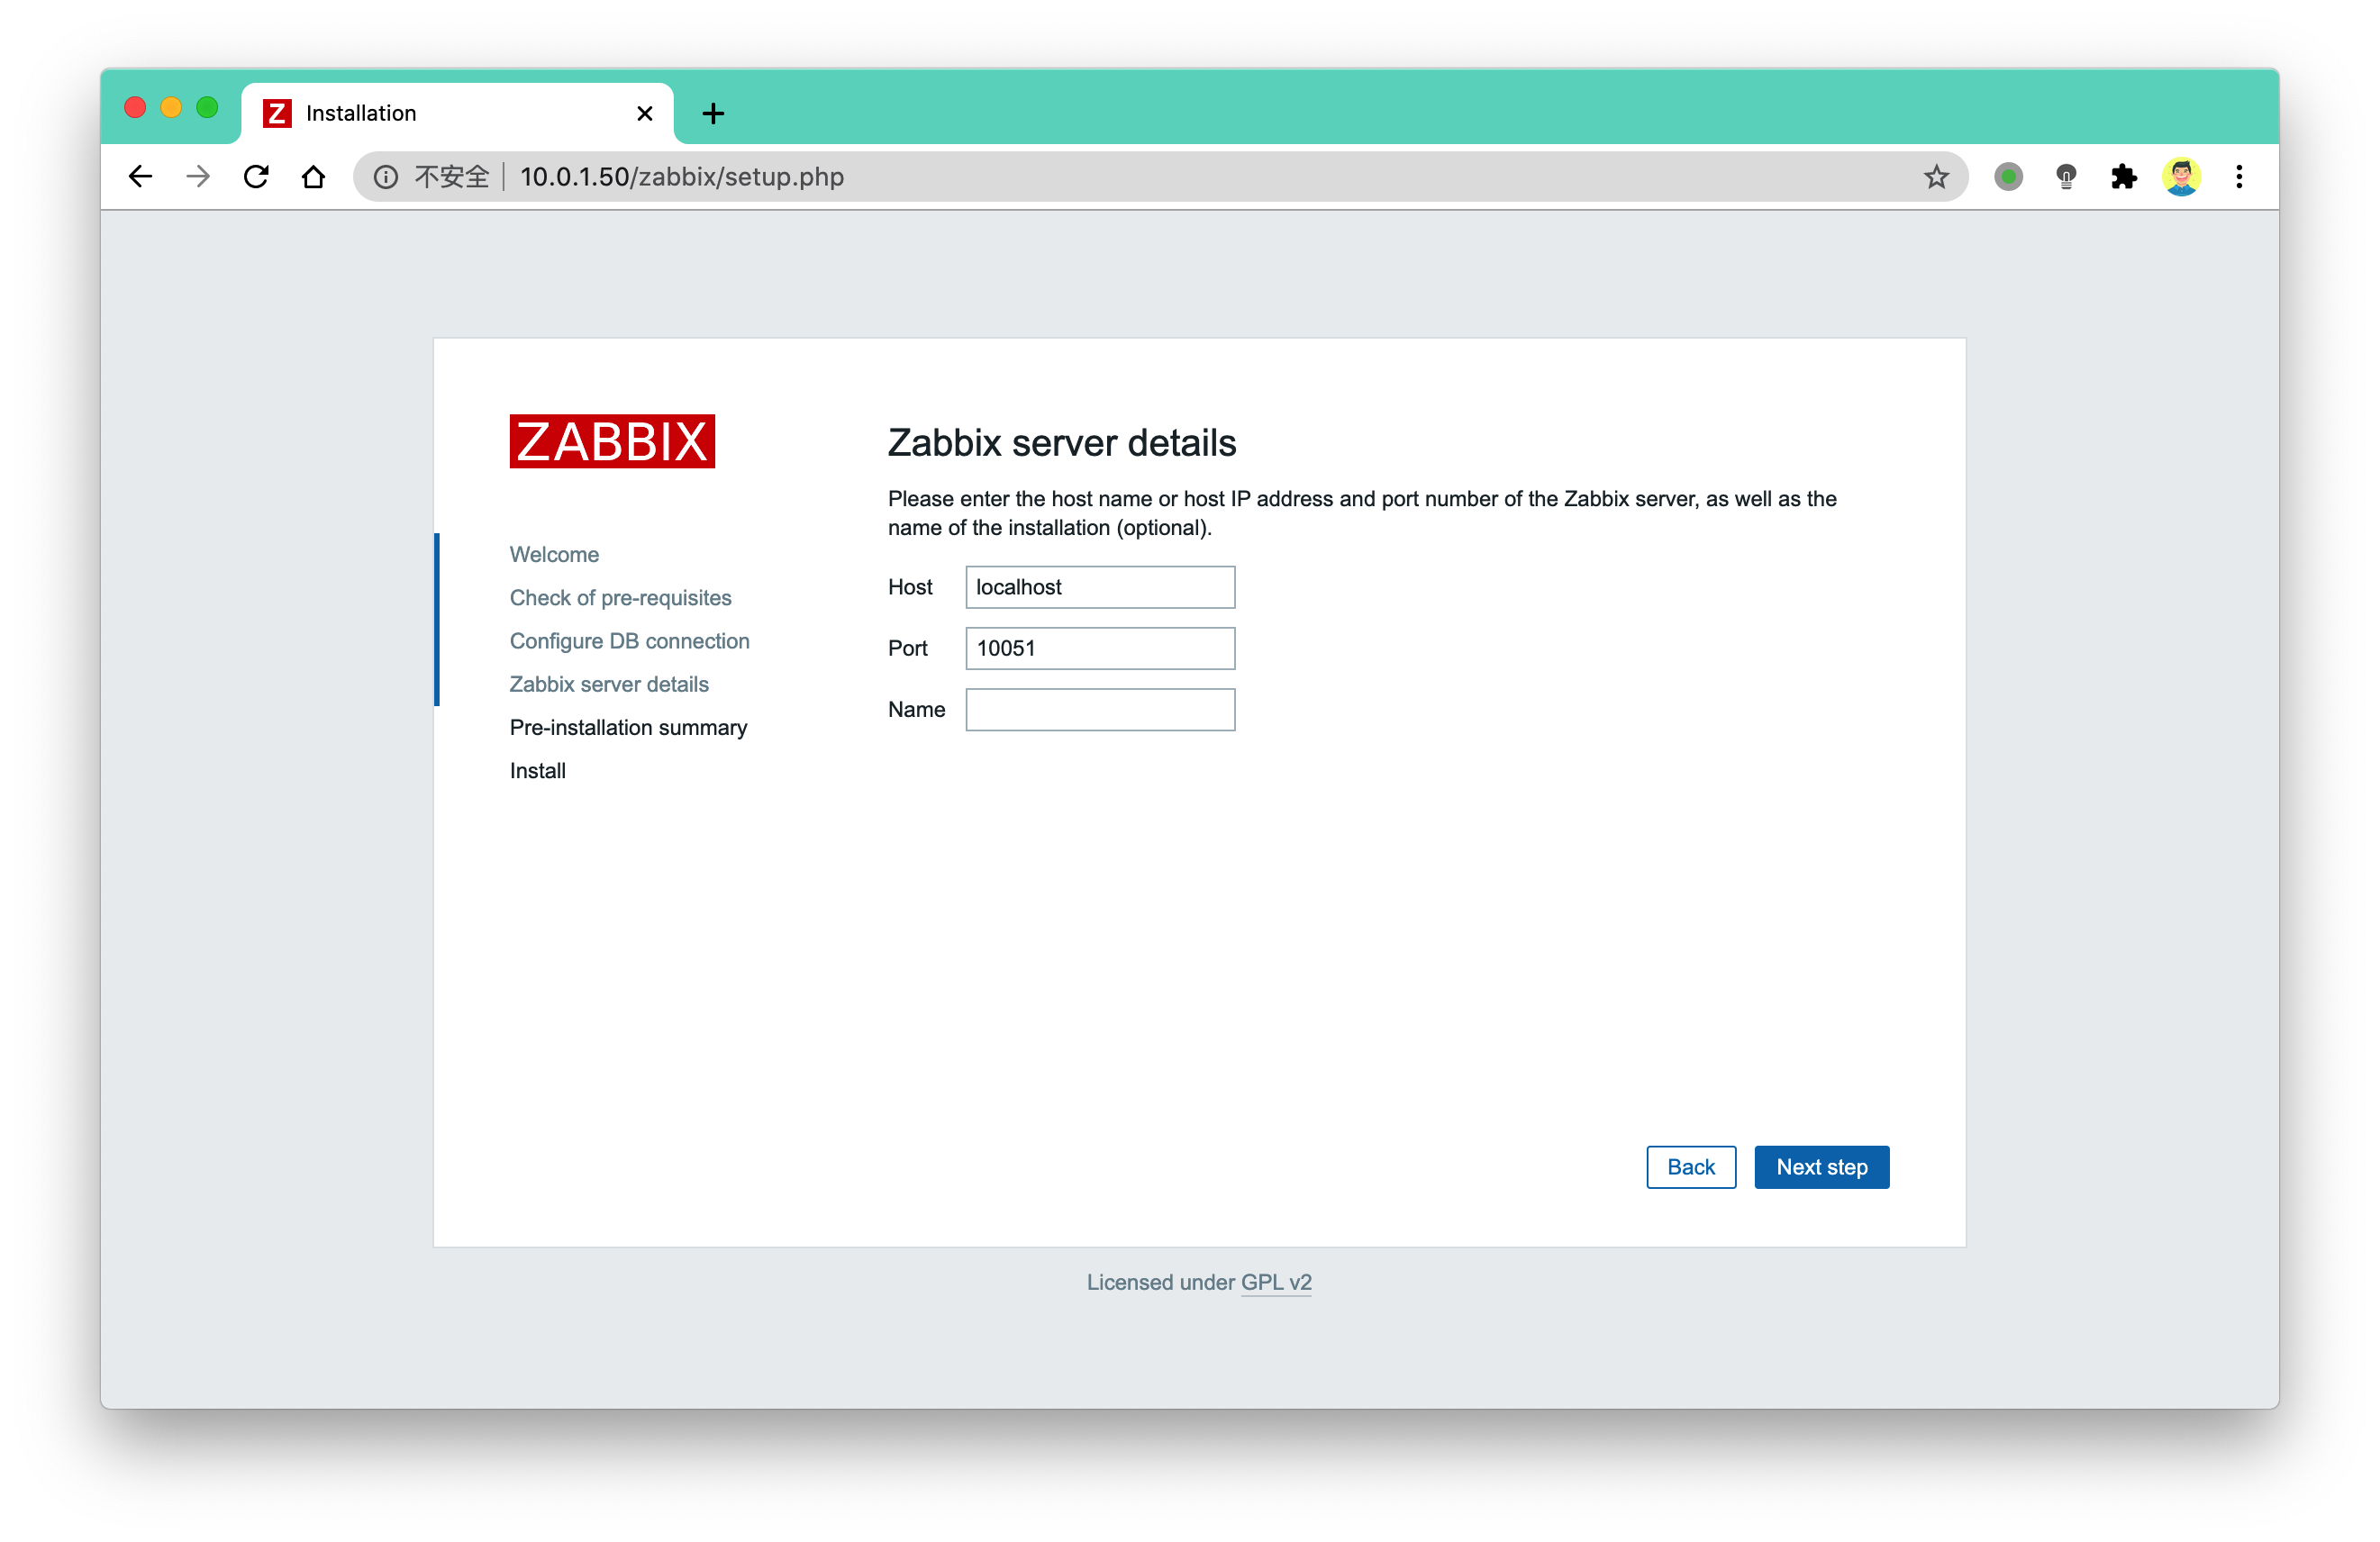 Z Installation
不安全 10.0.1.50/zabbix/setup.php
ZABBIX
Welcome
Check of pre-requisites
Configure DB connection
Zabbix server details
Pre-installation summary
Install
Zabbix server details
Please enter the host name or host IP address and port number of the Zabbix server, as well as the
name of the installation (optional).
Host localhost
Port 10051
Name
Back Next step
Licensed under GPL v2